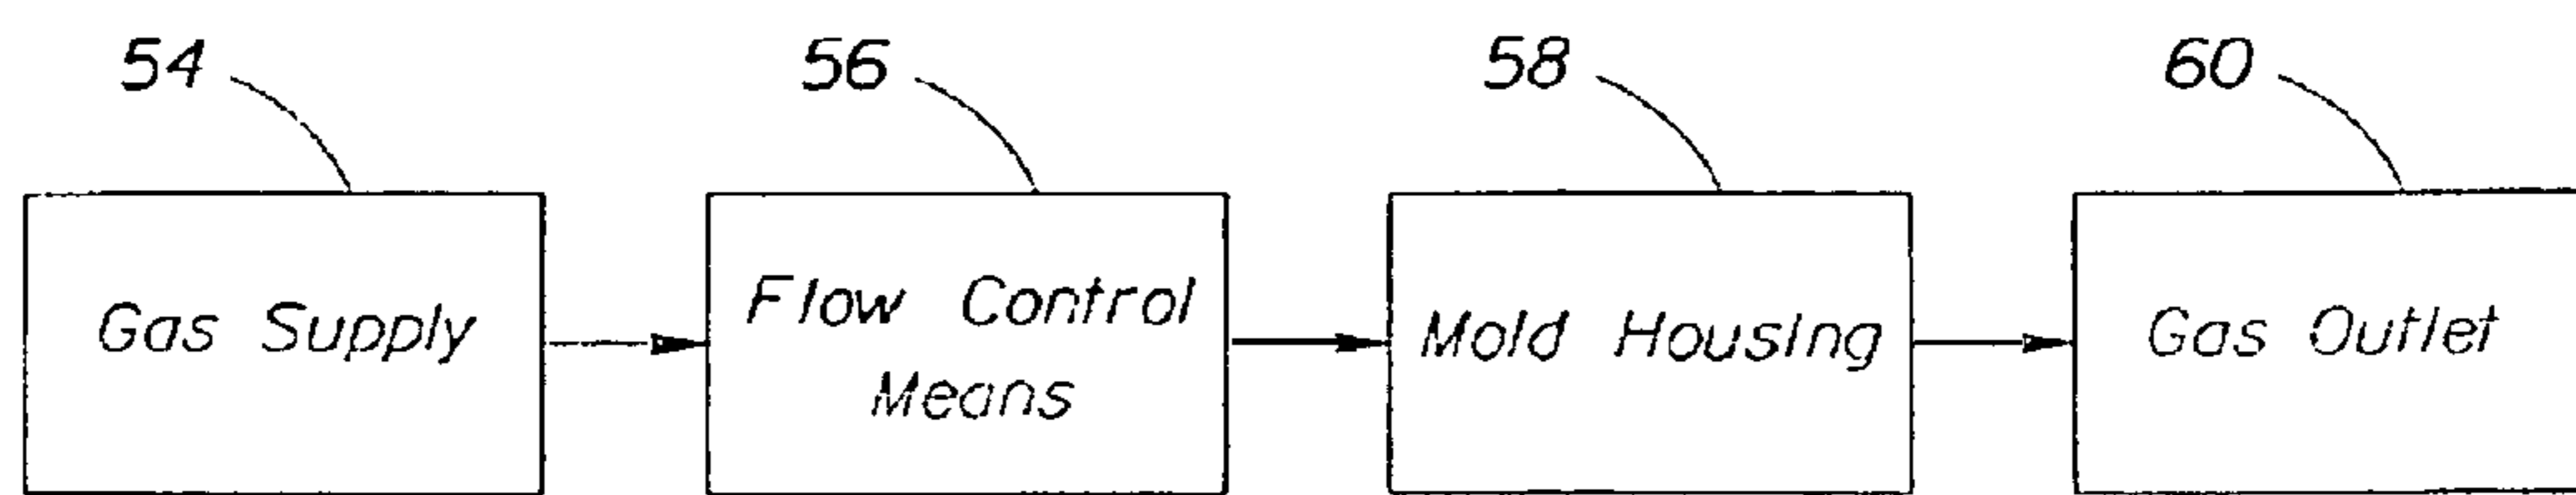 54
56
58
60
Gas Supply
Flow Control
Means
Mold Housing
Gas Outlet